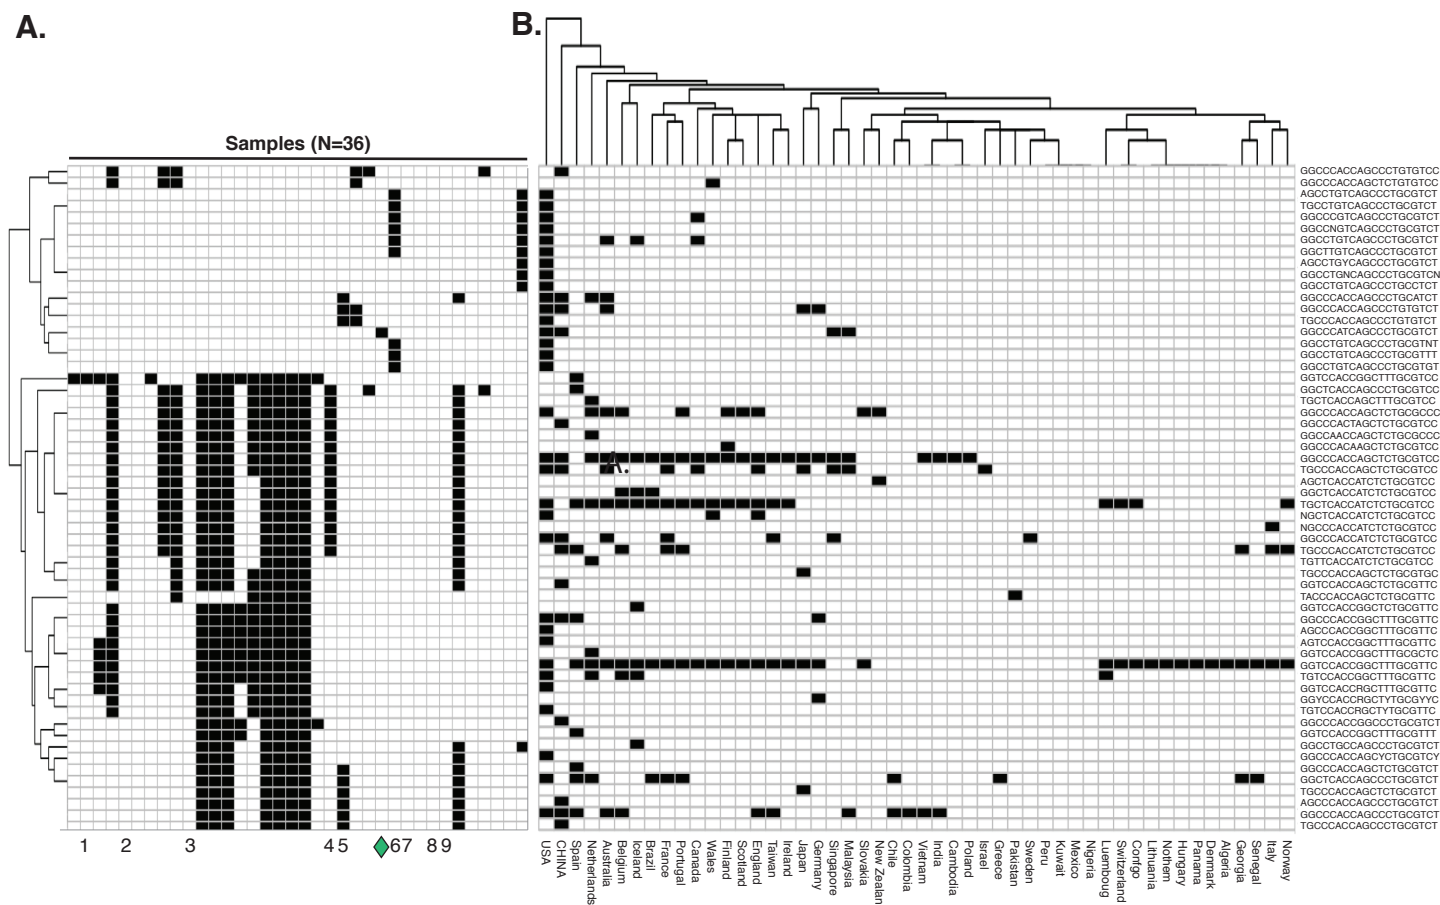 A.
B.
Samples (N=36)
GGCCCACCAGCCCTGTGTCC
GGCCCACCAGCTCTGTGTCC
AGCCTGTCAGCCCTGCGTCT
TGCCTGTCAGCCCTGCGTCT
GGCCCGTCAGCCCTGCGTCT
GGCCNGTCAGCCCTGCGTCT
GGCCTGTCAGCCCTGCGTCT
GGCTTGTCAGCCCTGCGTCT
AGCCTGYCAGCCCTGCGTCT
GGCCTGNCAGCCCTGCGTCN
GGCCTGTCAGCCCTGCCTCT
GGCCCACCAGCCCTGCATCT
GGCCCACCAGCCCTGTGTCT
TGCCCACCAGCCCTGTGTCT
GGCCCATCAGCCCTGCGTCT
GGCCTGTCAGCCCTGCGTNT
GGCCTGTCAGCCCTGCGTTT
GGCCTGTCAGCCCTGCGTGT
GGTCCACCGGCTTTGCGTCC
GGCTCACCAGCCCTGCGTCC
TGCTCACCAGCTTTGCGTCC
GGCCCACCAGCTCTGCGCCC
GGCCCACTAGCTCTGCGTCC
GGCCAACCAGCTCTGCGCCC
GGCCCACAAGCTCTGCGTCC
GGCCCACCAGCTCTGCGTCC
A.
TGCCCACCAGCTCTGCGTCC
AGCTCACCATCTCTGCGTCC
GGCTCACCATCTCTGCGTCC
TGCTCACCATCTCTGCGTCC
NGCTCACCATCTCTGCGTCC
NGCCCACCATCTCTGCGTCC
GGCCCACCATCTCTGCGTCC
TGCCCACCATCTCTGCGTCC
TGTTCACCATCTCTGCGTCC
TGCCCACCAGCTCTGCGTGC
GGTCCACCAGCTCTGCGTTC
TACCCACCAGCTCTGCGTTC
GGTCCACCGGCTCTGCGTTC
GGCCCACCGGCTTTGCGTTC
AGCCCACCGGCTTTGCGTTC
AGTCCACCGGCTTTGCGTTC
GGTCCACCGGCTTTGCGCTC
GGTCCACCGGCTTTGCGTTC
TGTCCACCGGCTTTGCGTTC
GGTCCACCRGCTTTGCGTTC
GGYCCACCRGCTYTGCGYYC
TGTCCACCRGCTYTGCGTTC
GGCCCACCGGCCCTGCGTCT
GGTCCACCGGCTTTGCGTTT
GGCCTGCCAGCCCTGCGTCT
GGCCCACCAGCYCTGCGTCY
GGCCCACCAGCTCTGCGTCT
GGCTCACCAGCCCTGCGTCT
TGCCCACCAGCTCTGCGTCT
AGCCCACCAGCCCTGCGTCT
GGCCCACCAGCCCTGCGTCT
TGCCCACCAGCCCTGCGTCT
1 2 3 4 5 6 7 8 9
USA
CHINA
Spain
Netherlands
Australia
Belgium
Iceland
Brazil
France
Portugal
Canada
Wales
Finland
Scotland
England
Taiwan
Ireland
Japan
Germany
Singapore
Malaysia
Slovakia
New Zealan
Chile
Colombia
Vietnam
India
Cambodia
Poland
Israel
Greece
Pakistan
Sweden
Peru
Kuwait
Mexico
Nigeria
Luemboug
Switzerland
Confgo
Lithuania
Nothern
Hungary
Panama
Denmark
Algeria
Georgia
Senegal
Italy
Norway